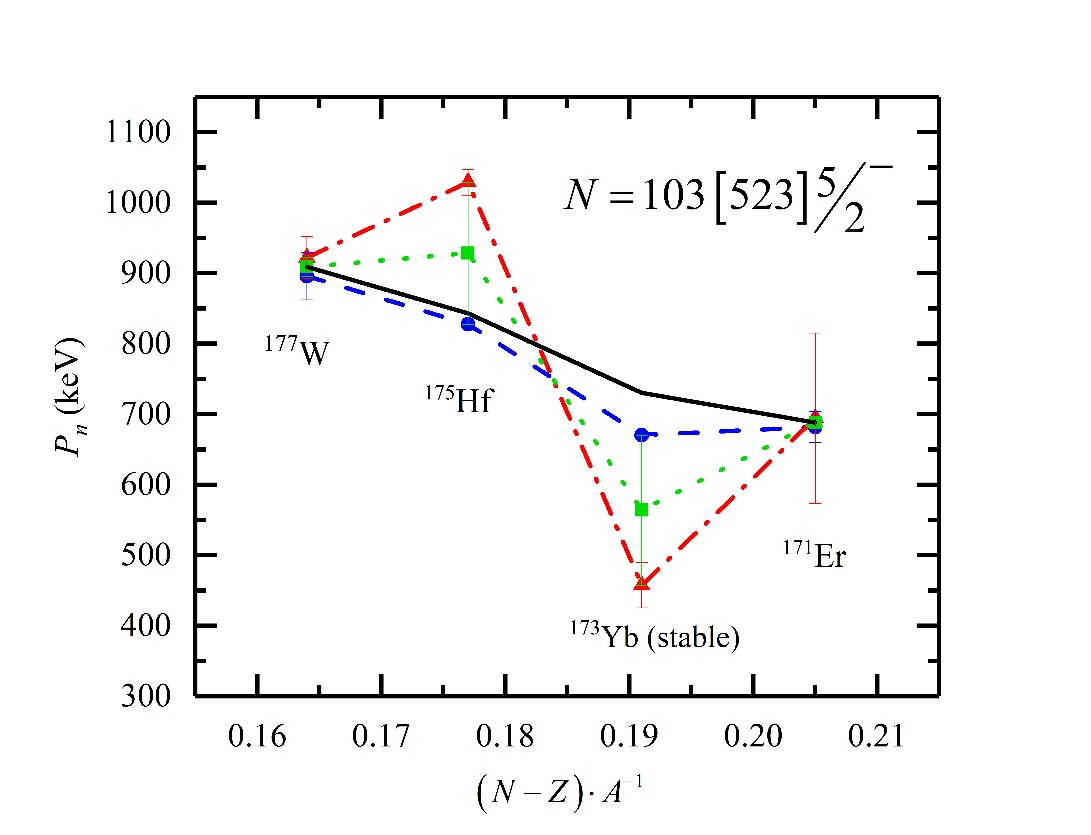 1100
1000
900
800
700
600
500
400
300
Pₙ (keV)
N = 103 [523] 5/2⁻
¹⁷⁷W
¹⁷⁵Hf
¹⁷¹Er
¹⁷³Yb (stable)
0.16 0.17 0.18 0.19 0.20 0.21
(N − Z) · A⁻¹